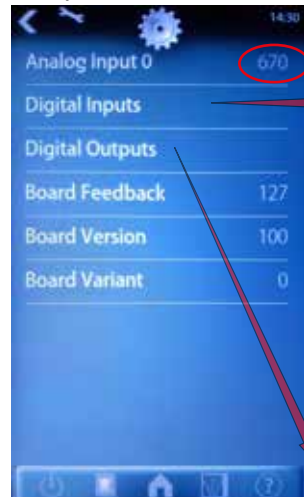 14:30
Analog Input 0 670
Digital Inputs
Digital Outputs
Board Feedback 127
Board Version 100
Board Variant 0
?